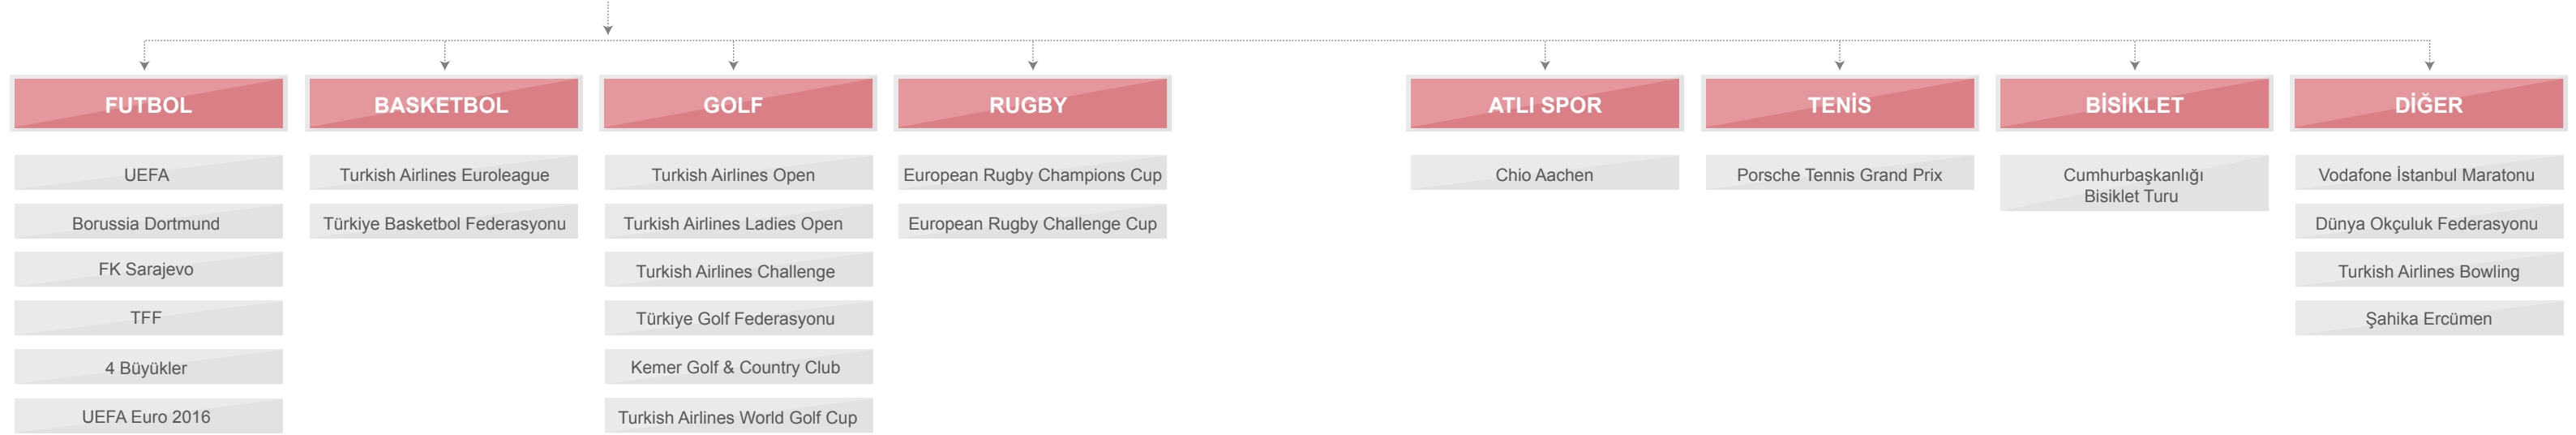 FUTBOL
UEFA
Borussia Dortmund
FK Sarajevo
TFF
4 Büyükler
UEFA Euro 2016
BASKETBOL
Turkish Airlines Euroleague
Türkiye Basketbol Federasyonu
GOLF
Turkish Airlines Open
Turkish Airlines Ladies Open
Turkish Airlines Challenge
Türkiye Golf Federasyonu
Kemer Golf & Country Club
Turkish Airlines World Golf Cup
RUGBY
European Rugby Champions Cup
European Rugby Challenge Cup
ATLI SPOR
Chio Aachen
TENİS
Porsche Tennis Grand Prix
BİSİKLET
Cumhurbaşkanlığı
Bisiklet Turu
DİĞER
Vodafone İstanbul Maratonu
Dünya Okçuluk Federasyonu
Turkish Airlines Bowling
Şahika Ercümen